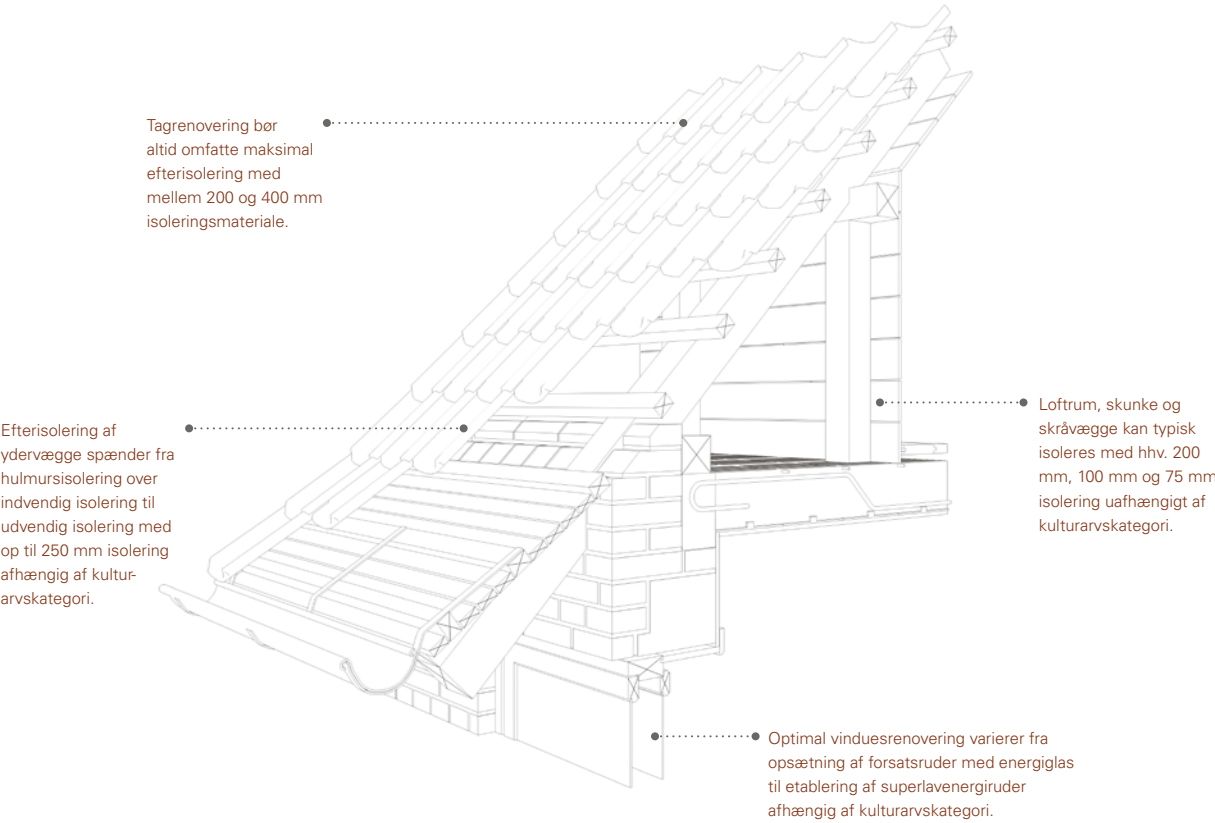 Tagrenovering bør
altid omfatte maksimal
efterisolering med
mellem 200 og 400 mm
isoleringsmateriale.
Efterisolering af
ydervægge spænder fra
hulmursisolering over
indvendig isolering til
udvendig isolering med
op til 250 mm isolering
afhængig af kultur-
arvskategori.
Loftrum, skunke og
skråvægge kan typisk
isoleres med hhv. 200
mm, 100 mm og 75 mm
isolering uafhængigt af
kulturarvskategori.
Optimal vinduesrenovering varierer fra
opsætning af forsatsruder med energiglas
til etablering af superlavenergiruder
afhængig af kulturarvskategori.